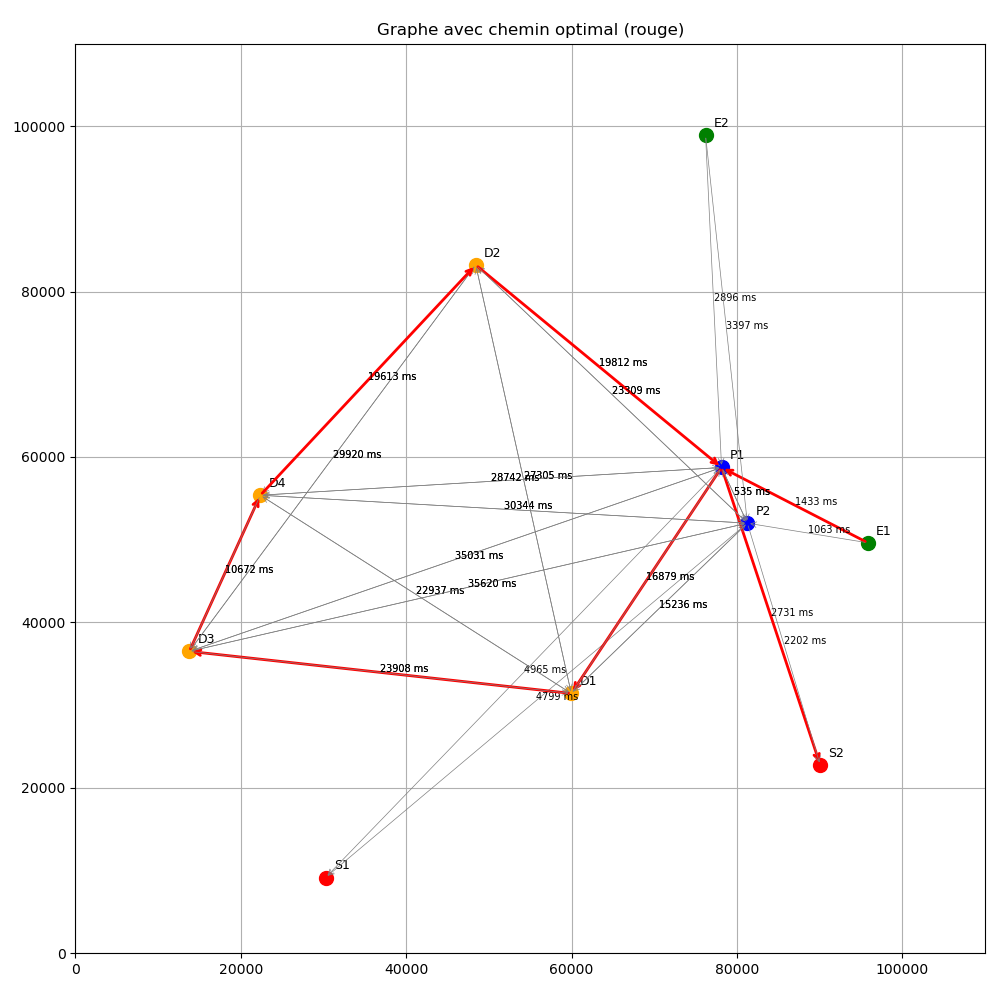 Graphe avec chemin optimal (rouge)
100000
80000
60000
40000
20000
0
E2
D2
2896 ms
3397 ms
19812 ms
19613 ms
23309 ms
29920 ms
P1
28742 ms
27305 ms
D4
535 ms
1433 ms
30344 ms
P2
1063 ms
E1
35031 ms
10672 ms
16879 ms
35620 ms
22937 ms
15236 ms
2731 ms
2202 ms
D3
23908 ms
4965 ms
D1
4799 ms
S2
S1
0
20000
40000
60000
80000
100000